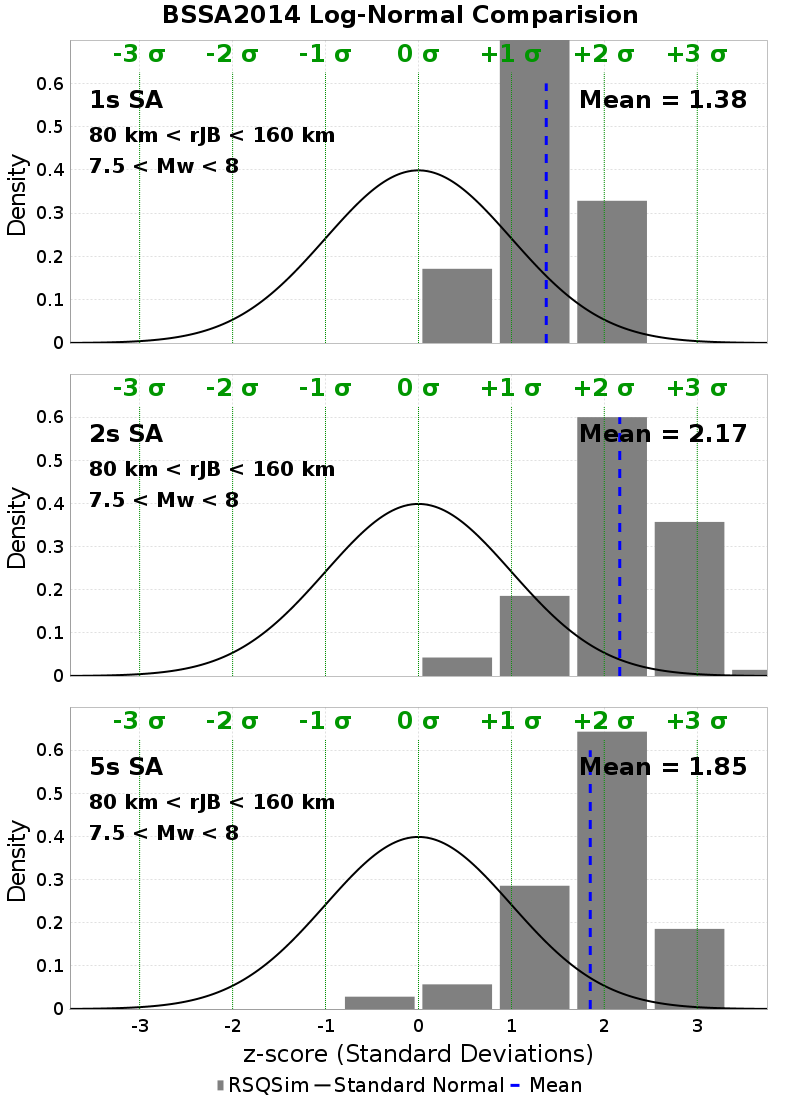 BSSA2014 Log-Normal Comparision
-3 σ -2 σ -1 σ 0 σ +1 σ +2 σ +3 σ
1s SA
Mean = 1.38
80 km < rJB < 160 km
7.5 < Mw < 8
Density
0.6
0.5
0.4
0.3
0.2
0.1
0
-3 σ -2 σ -1 σ 0 σ +1 σ +2 σ +3 σ
2s SA
Mean = 2.17
80 km < rJB < 160 km
7.5 < Mw < 8
Density
0.6
0.5
0.4
0.3
0.2
0.1
0
-3 σ -2 σ -1 σ 0 σ +1 σ +2 σ +3 σ
5s SA
Mean = 1.85
80 km < rJB < 160 km
7.5 < Mw < 8
Density
0.6
0.5
0.4
0.3
0.2
0.1
0
-3 -2 -1 0 1 2 3
z-score (Standard Deviations)
RSQSim Standard Normal Mean